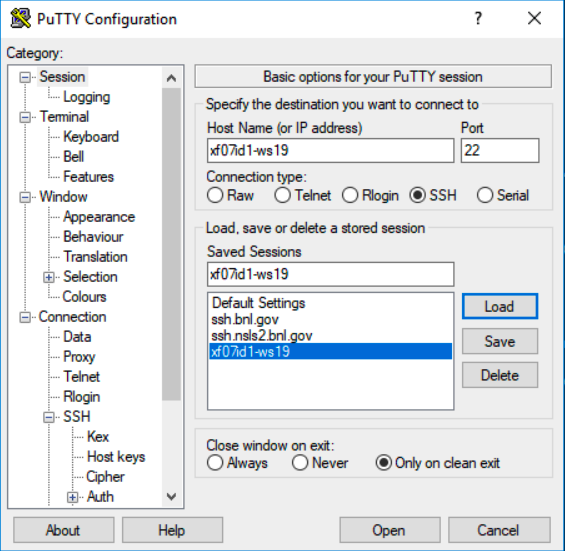 PuTTY Configuration
?
Category:
Session
Logging
Terminal
Keyboard
Bell
Features
Window
Appearance
Behaviour
Translation
Selection
Colours
Connection
Data
Proxy
Telnet
Rlogin
SSH
Kex
Host keys
Cipher
Auth
Basic options for your PuTTY session
Specify the destination you want to connect to
Host Name (or IP address) Port
xf07id1-ws19 22
Connection type:
Raw Telnet Rlogin SSH Serial
Load, save or delete a stored session
Saved Sessions
xf07id1-ws19
Default Settings
ssh.bnl.gov
ssh.nsls2.bnl.gov
xf07id1-ws19
Load
Save
Delete
Close window on exit:
Always Never Only on clean exit
About Help Open Cancel